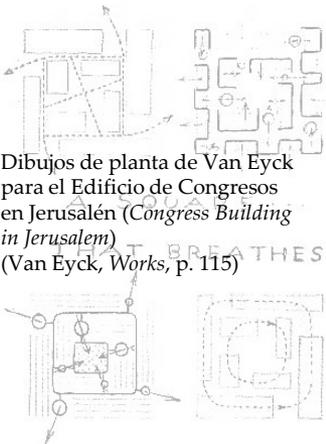 Dibujos de planta de Van Eyck
para el Edificio de Congresos
A SQUARE...
en Jerusalén (Congress Building
in Jerusalem)
THAT BREATHES
(Van Eyck, Works, p. 115)